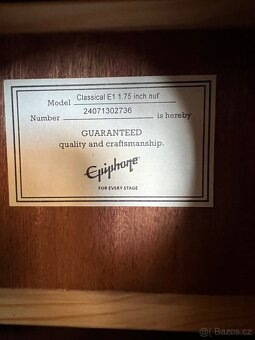 Model Classical E1 1.75 inch nut
Number 24071302736 is hereby
GUARANTEED
quality and craftsmanship.
Epiphone
FOR EVERY STAGE
© Bazos.cz